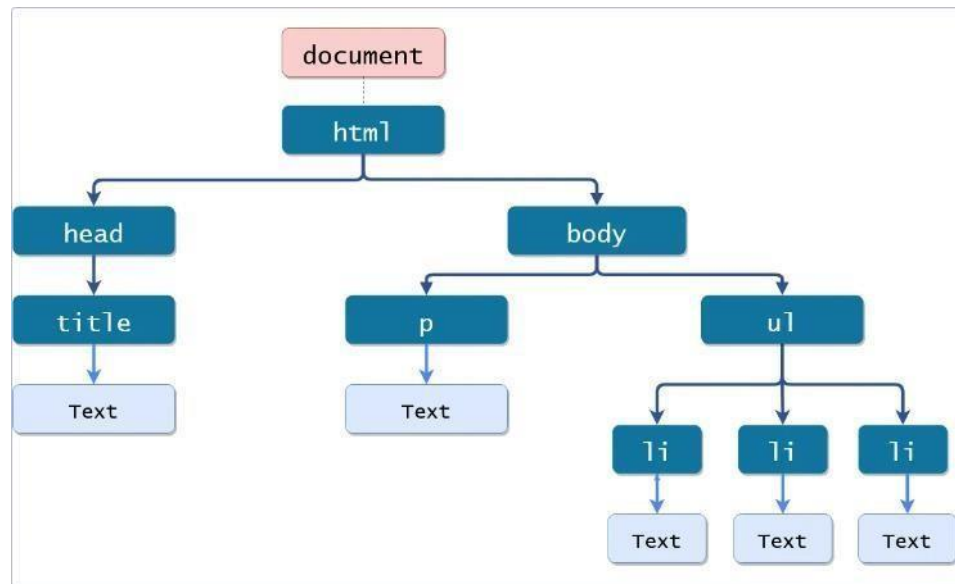 document
html
head
body
title
p
ul
Text
Text
li
li
li
Text
Text
Text